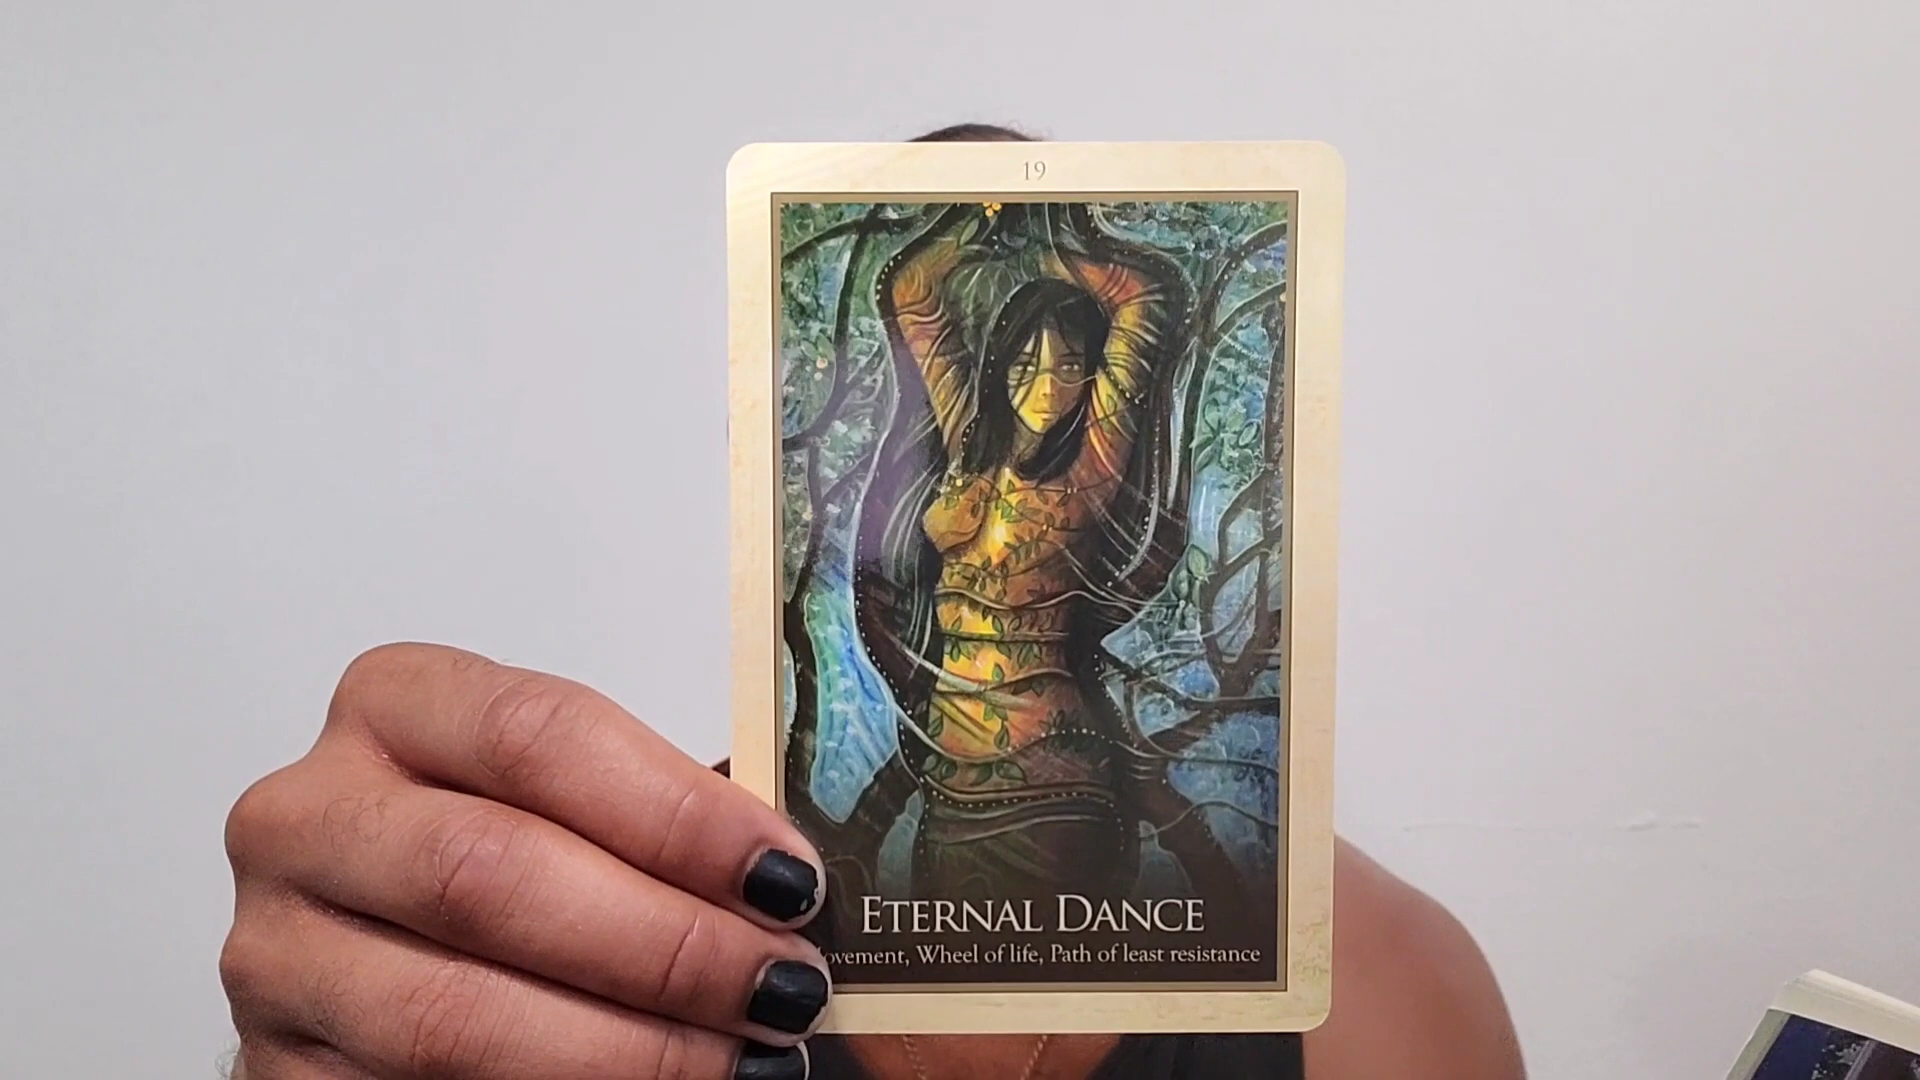 19
ETERNAL DANCE
ovement, Wheel of life, Path of least resistance